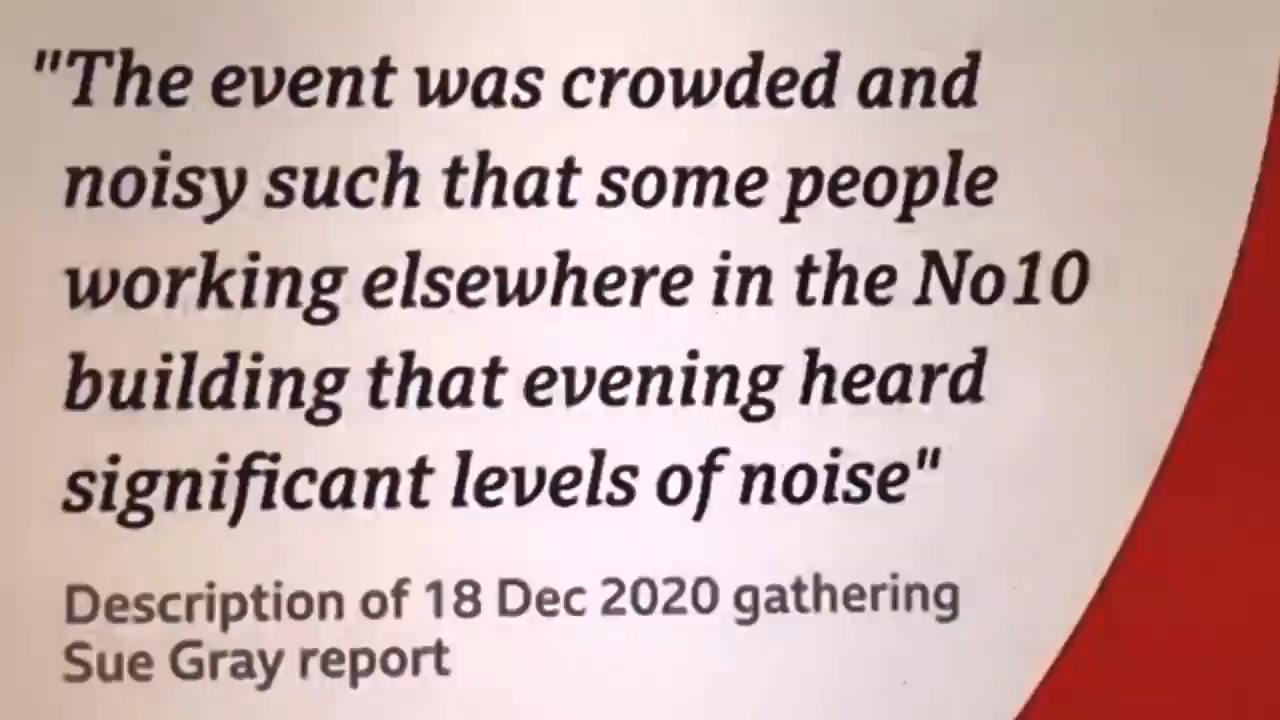 "The event was crowded and
noisy such that some people
working elsewhere in the No10
building that evening heard
significant levels of noise"
Description of 18 Dec 2020 gathering
Sue Gray report